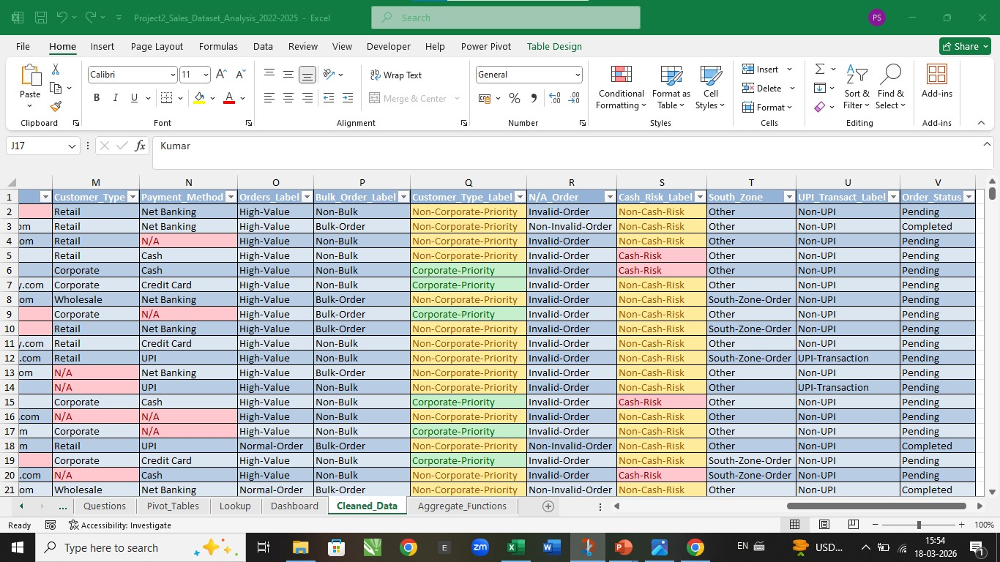 Project2_Sales_Dataset_Analysis_2022-2025 - Excel
Search
PS
File Home Insert Page Layout Formulas Data Review View Developer Help Power Pivot Table Design Share
Paste
Calibri 11 A A
B I U A
Wrap Text
Merge & Center
General
% 9
Conditional Formatting
Format as Table
Cell Styles
Insert
Delete
Format
Sort & Filter
Find & Select
Add-ins
Clipboard Font Alignment Number Styles Cells Editing Add-ins
J17 fx Kumar
M N O P Q R S T U V
1 Customer_Type Payment_Method Orders_Label Bulk_Order_Label Customer_Type_Label N/A_Order Cash_Risk_Label South_Zone UPI_Transact_Label Order_Status
2 Retail Net Banking High-Value Non-Bulk Non-Corporate-Priority Invalid-Order Non-Cash-Risk Other Non-UPI Pending
3 om Retail Net Banking High-Value Bulk-Order Non-Corporate-Priority Non-Invalid-Order Non-Cash-Risk Other Non-UPI Completed
4 om Retail N/A High-Value Non-Bulk Non-Corporate-Priority Invalid-Order Non-Cash-Risk Other Non-UPI Pending
5 Retail Cash High-Value Non-Bulk Non-Corporate-Priority Invalid-Order Cash-Risk Other Non-UPI Pending
6 Corporate Cash High-Value Non-Bulk Corporate-Priority Invalid-Order Cash-Risk Other Non-UPI Pending
7 y.com Corporate Credit Card High-Value Non-Bulk Corporate-Priority Invalid-Order Non-Cash-Risk Other Non-UPI Pending
8 om Wholesale Net Banking High-Value Bulk-Order Non-Corporate-Priority Invalid-Order Non-Cash-Risk South-Zone-Order Non-UPI Pending
9 Corporate N/A High-Value Bulk-Order Corporate-Priority Invalid-Order Non-Cash-Risk Other Non-UPI Pending
10 Retail Net Banking High-Value Bulk-Order Non-Corporate-Priority Invalid-Order Non-Cash-Risk South-Zone-Order Non-UPI Pending
11 y.com Retail Credit Card High-Value Non-Bulk Non-Corporate-Priority Invalid-Order Non-Cash-Risk Other Non-UPI Pending
12 .com Retail UPI High-Value Non-Bulk Non-Corporate-Priority Invalid-Order Non-Cash-Risk South-Zone-Order UPI-Transaction Pending
13 om N/A Net Banking High-Value Bulk-Order Non-Corporate-Priority Invalid-Order Non-Cash-Risk Other Non-UPI Pending
14 N/A UPI High-Value Non-Bulk Non-Corporate-Priority Invalid-Order Non-Cash-Risk Other UPI-Transaction Pending
15 Corporate Cash High-Value Non-Bulk Corporate-Priority Invalid-Order Cash-Risk Other Non-UPI Pending
16 .com N/A N/A High-Value Non-Bulk Non-Corporate-Priority Invalid-Order Non-Cash-Risk Other Non-UPI Pending
17 m Corporate N/A High-Value Non-Bulk Corporate-Priority Invalid-Order Non-Cash-Risk Other Non-UPI Pending
18 m Retail UPI Normal-Order Bulk-Order Non-Corporate-Priority Non-Invalid-Order Non-Cash-Risk Other Non-UPI Completed
19 Corporate Credit Card High-Value Non-Bulk Corporate-Priority Invalid-Order Non-Cash-Risk South-Zone-Order Non-UPI Pending
20 .com N/A Cash High-Value Non-Bulk Non-Corporate-Priority Invalid-Order Cash-Risk South-Zone-Order Non-UPI Pending
21 om Wholesale Net Banking Normal-Order Bulk-Order Non-Corporate-Priority Non-Invalid-Order Non-Cash-Risk Other Non-UPI Completed
... Questions Pivot_Tables Lookup Dashboard Cleaned_Data Aggregate_Functions
Ready Accessibility: Investigate 100%
Type here to search
EN USD... 15:54
18-03-2026